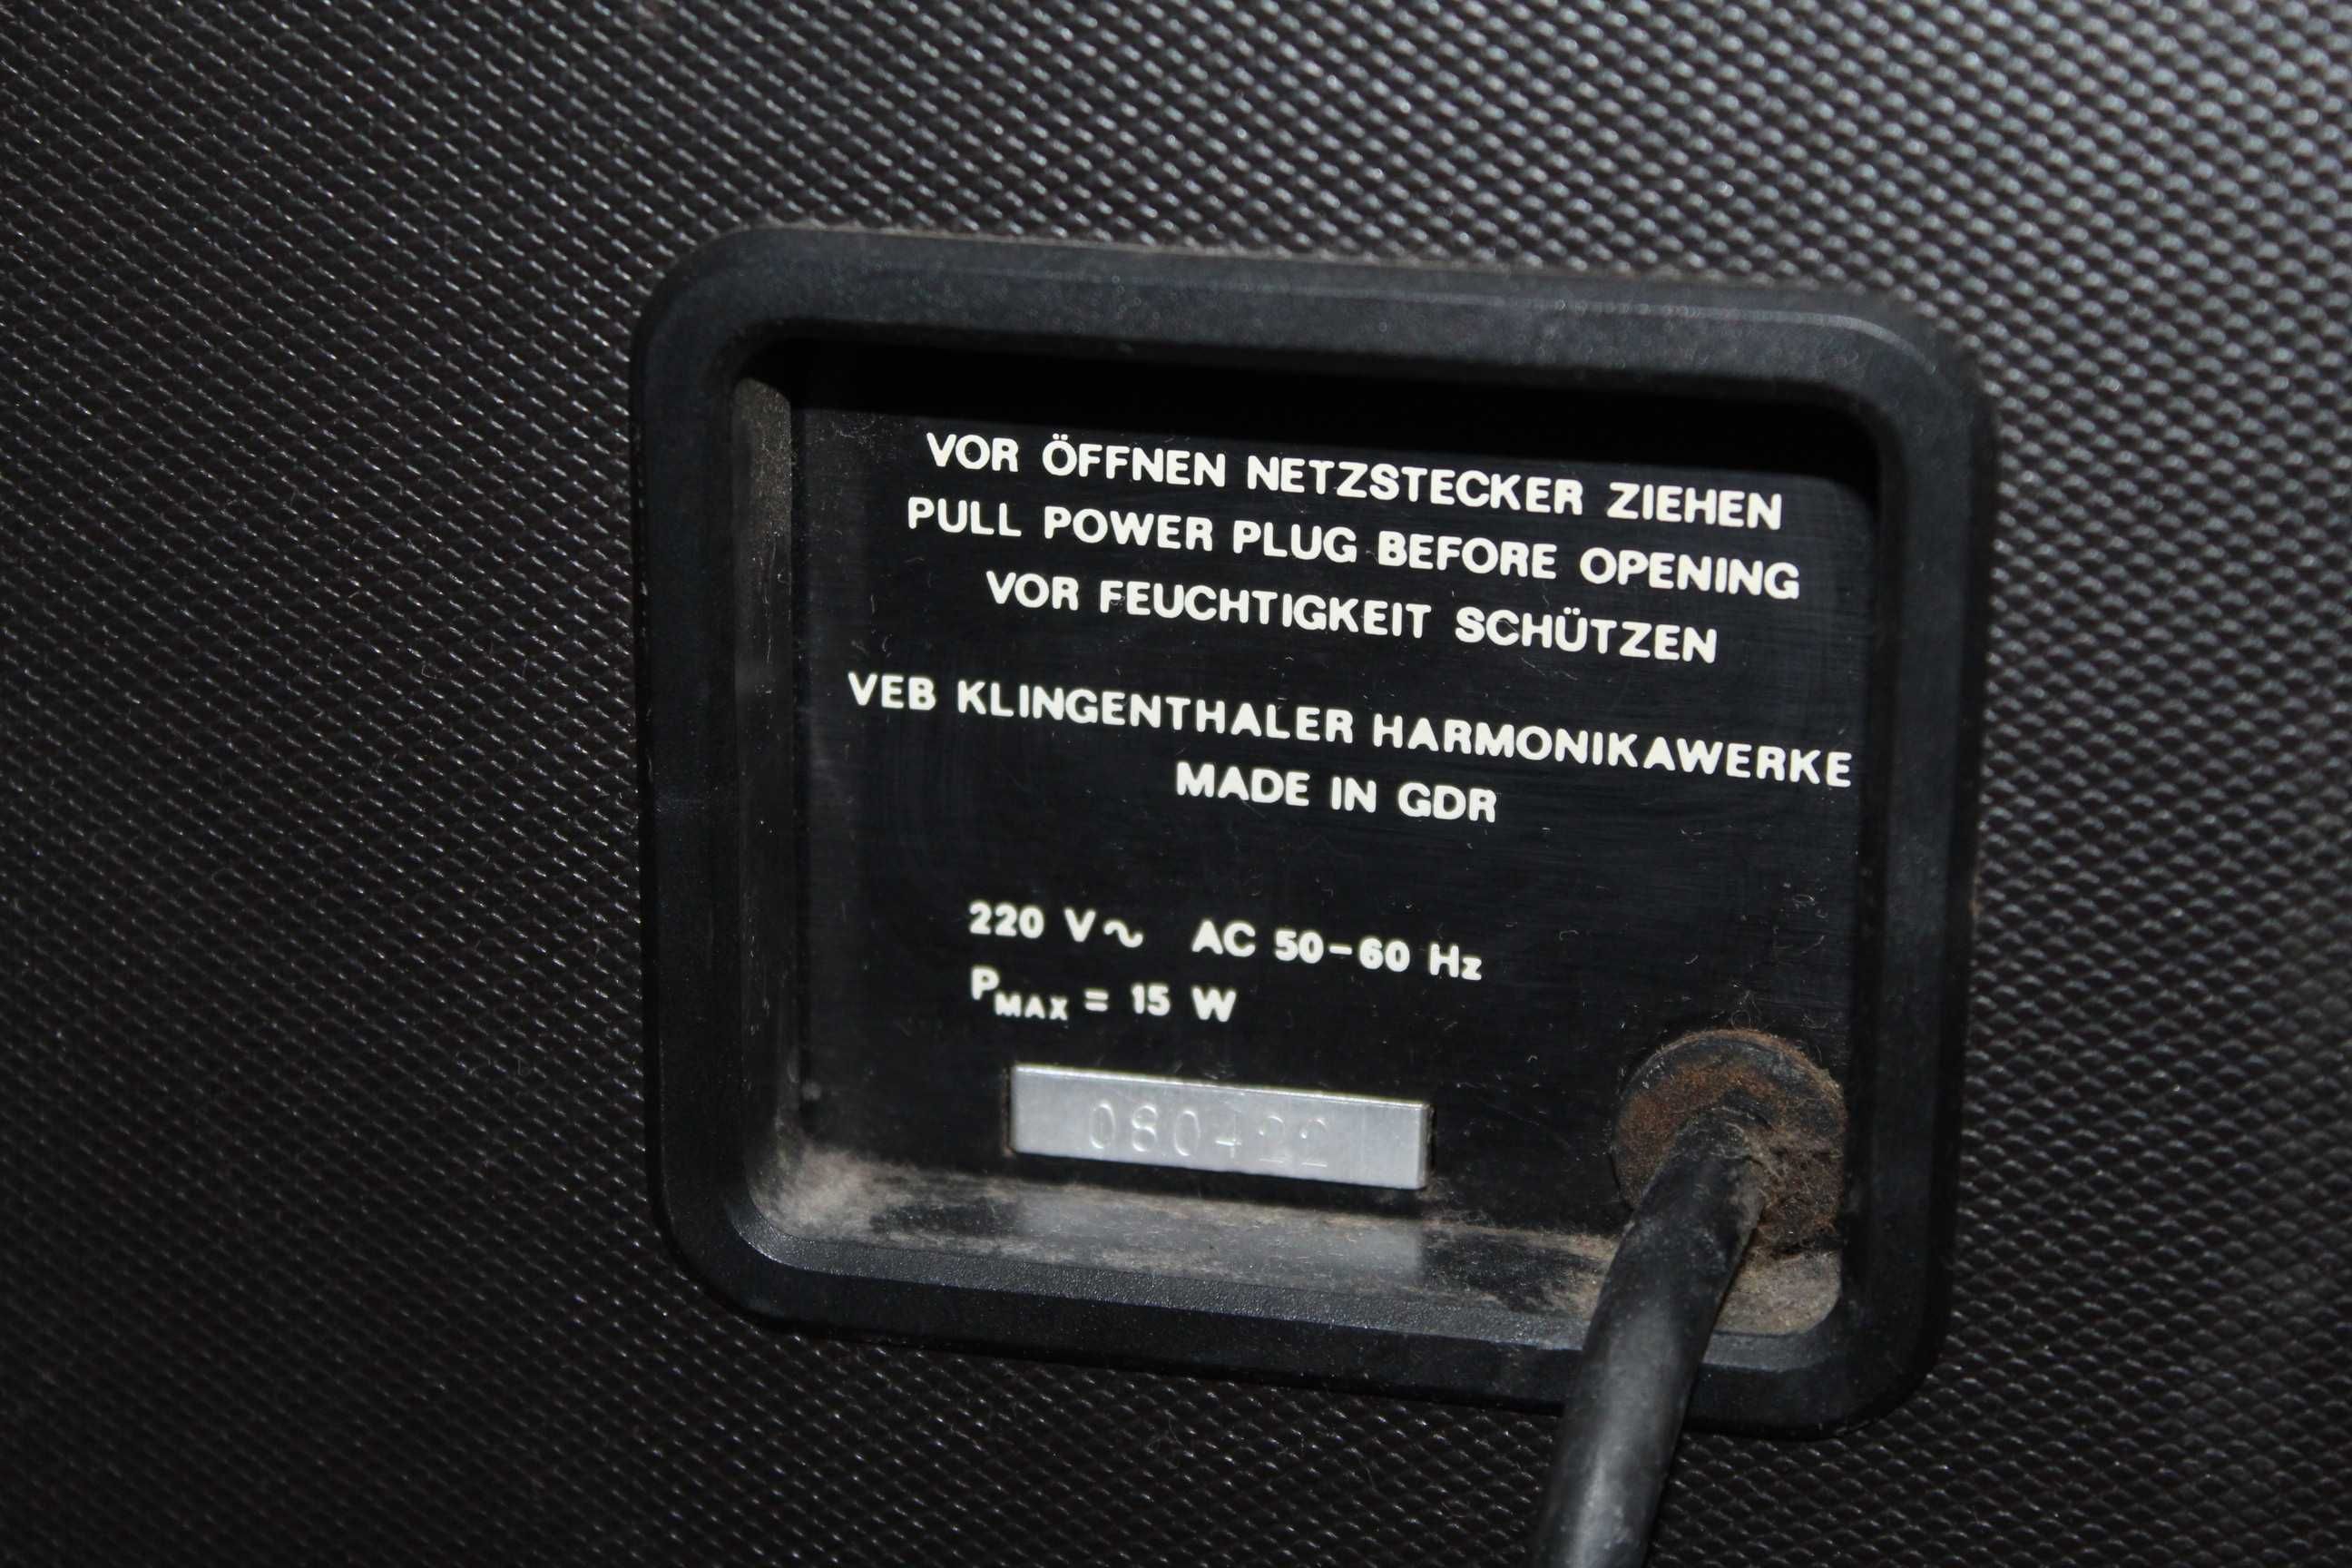 VOR ÖFFNEN NETZSTECKER ZIEHEN
PULL POWER PLUG BEFORE OPENING
VOR FEUCHTIGKEIT SCHÜTZEN
VEB KLINGENTHALER HARMONIKAWERKE
MADE IN GDR
220 V~ AC 50-60 Hz
PMAX = 15 W
080422